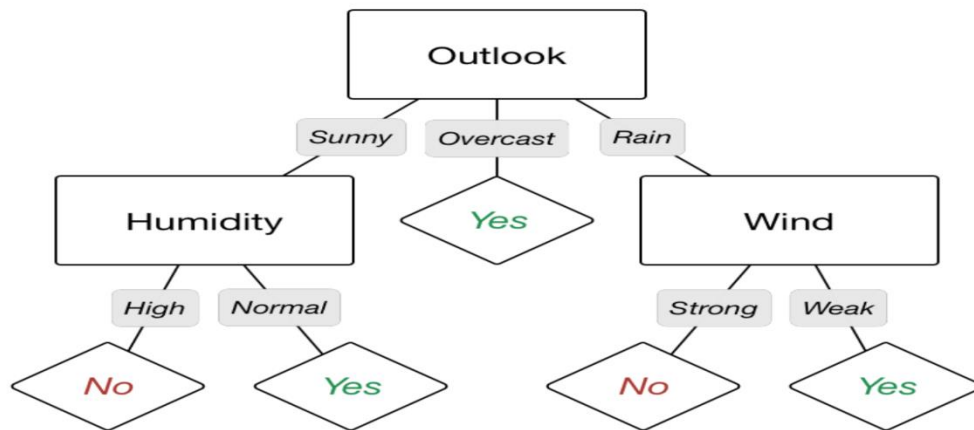 Outlook
Sunny Overcast Rain
Humidity Yes Wind
High Normal Strong Weak
No Yes No Yes